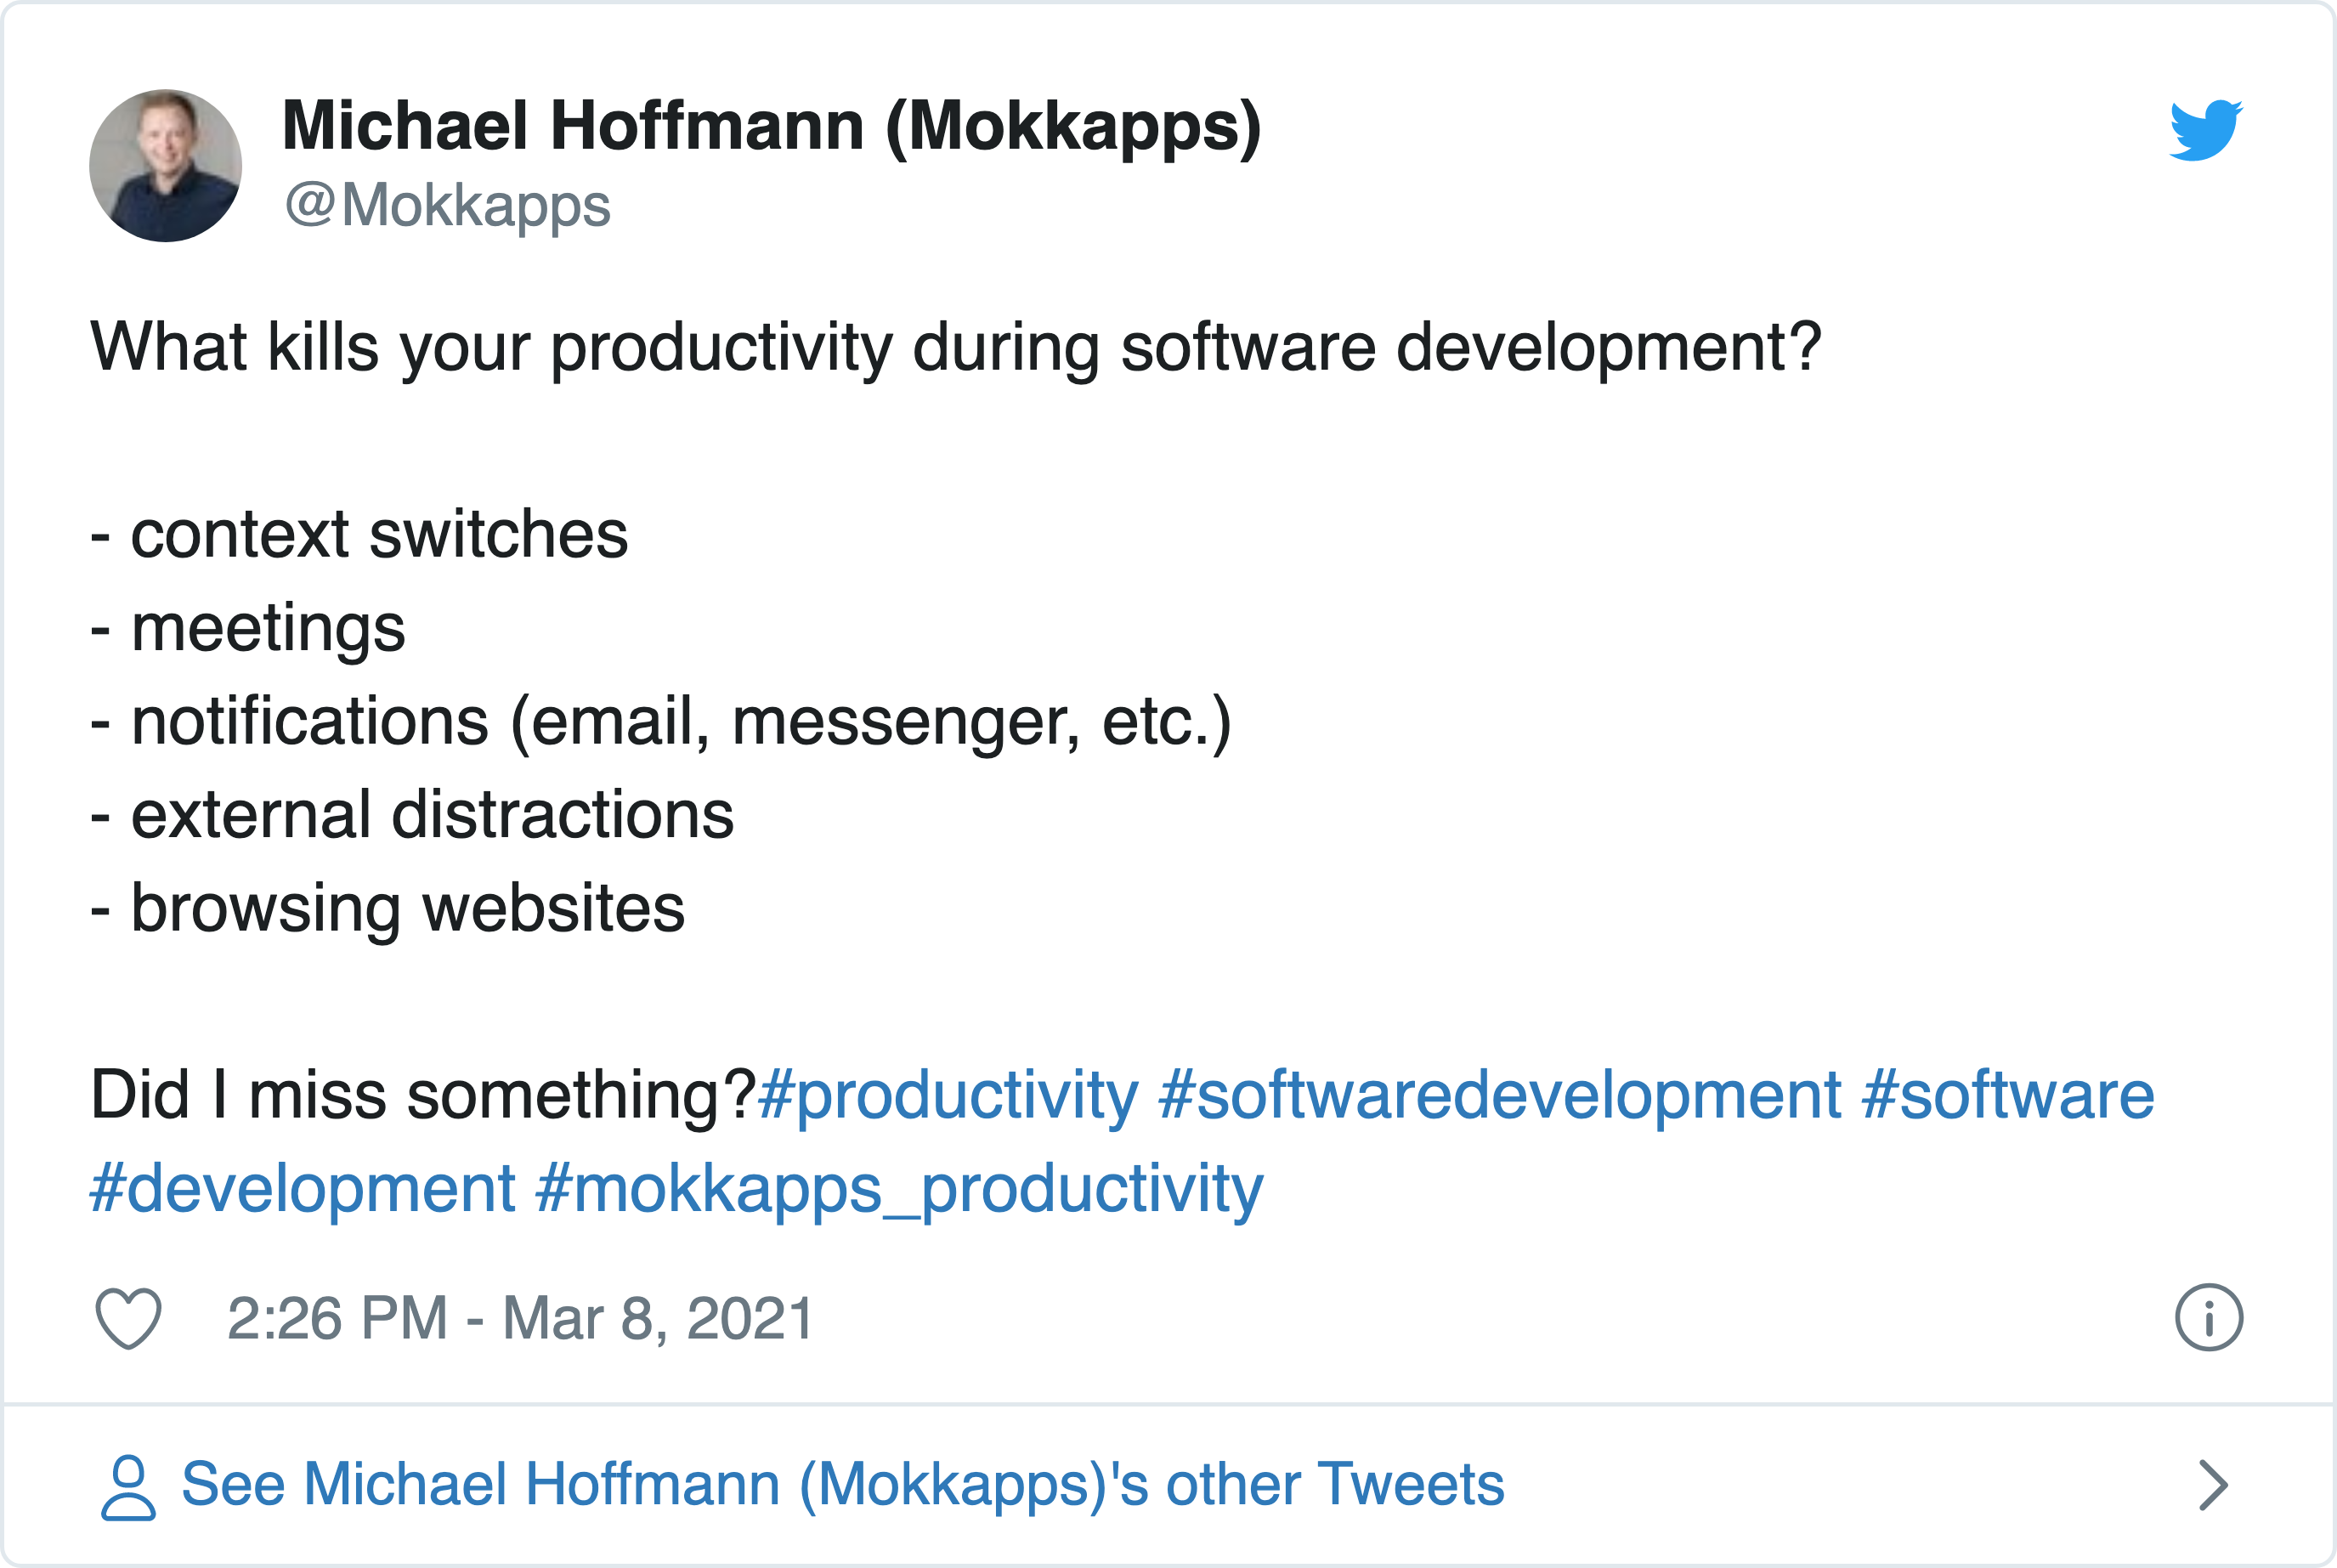 Michael Hoffmann (Mokkapps)
@Mokkapps
What kills your productivity during software development?
- context switches
- meetings
- notifications (email, messenger, etc.)
- external distractions
- browsing websites
Did I miss something?#productivity #softwaredevelopment #software
#development #mokkapps_productivity
2:26 PM - Mar 8, 2021
See Michael Hoffmann (Mokkapps)'s other Tweets